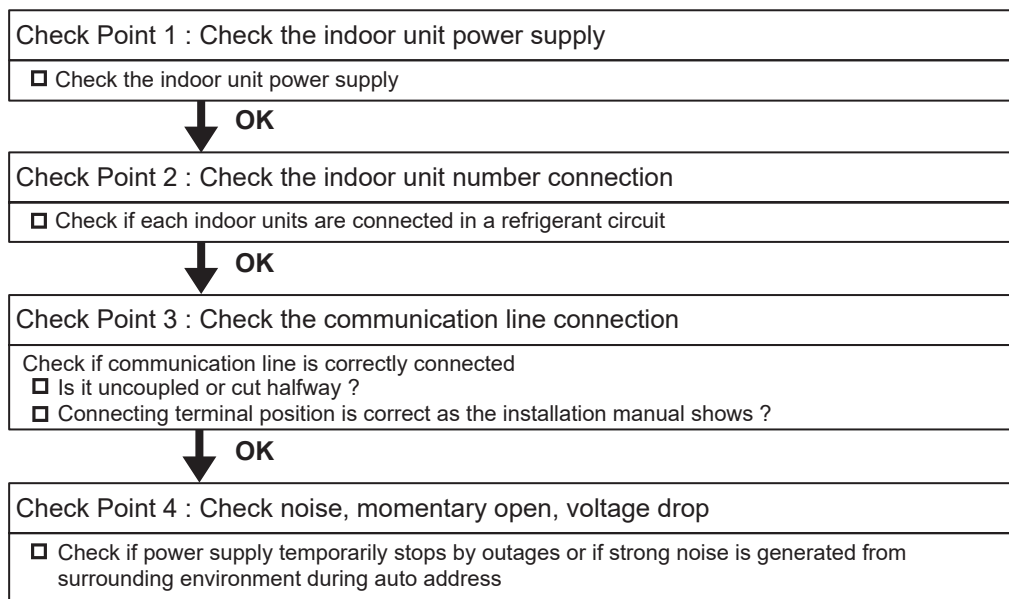 Check Point 1 : Check the indoor unit power supply
Check the indoor unit power supply
OK
Check Point 2 : Check the indoor unit number connection
Check if each indoor units are connected in a refrigerant circuit
OK
Check Point 3 : Check the communication line connection
Check if communication line is correctly connected
Is it uncoupled or cut halfway ?
Connecting terminal position is correct as the installation manual shows ?
OK
Check Point 4 : Check noise, momentary open, voltage drop
Check if power supply temporarily stops by outages or if strong noise is generated from
surrounding environment during auto address